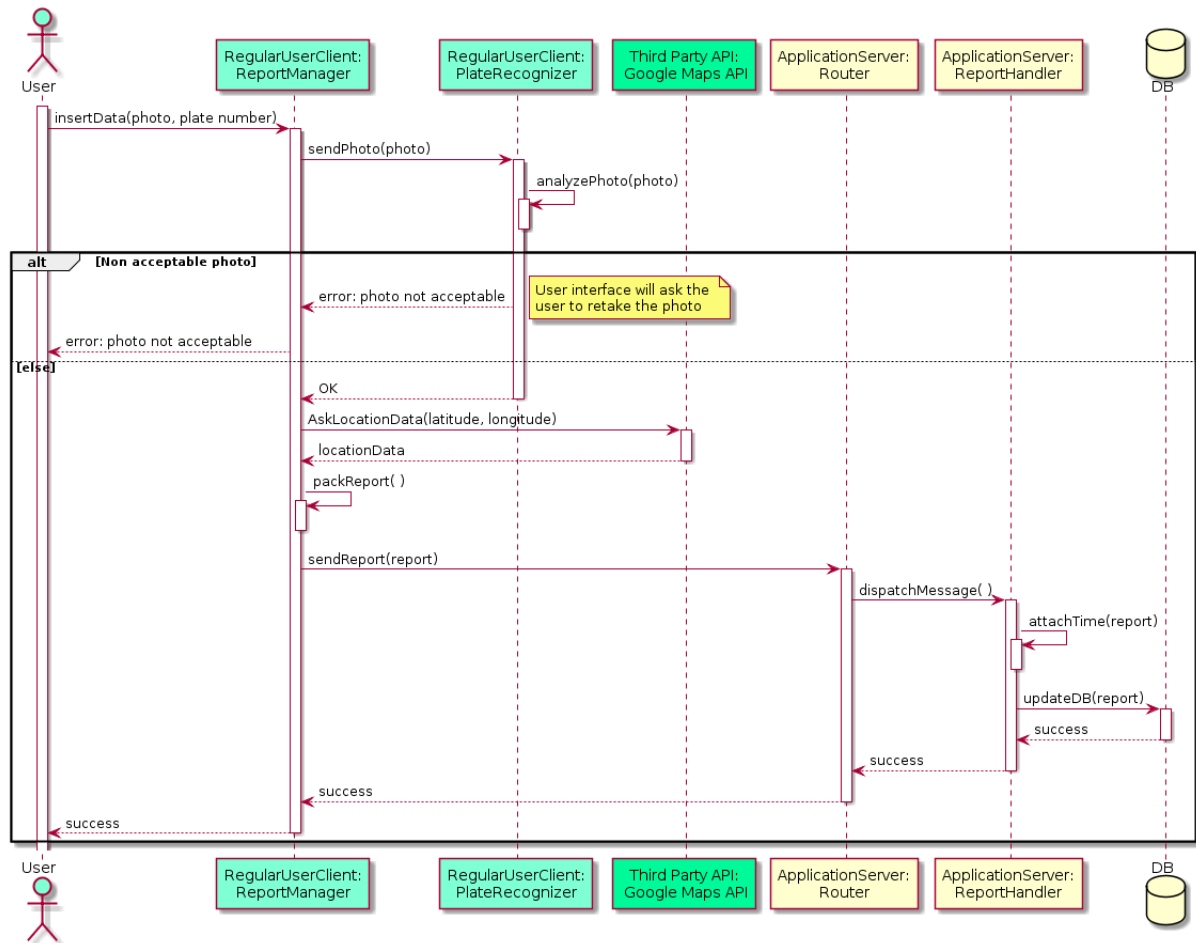 User
RegularUserClient:
ReportManager
RegularUserClient:
PlateRecognizer
Third Party API:
Google Maps API
ApplicationServer:
Router
ApplicationServer:
ReportHandler
DB
insertData(photo, plate number)
sendPhoto(photo)
analyzePhoto(photo)
alt
[Non acceptable photo]
User interface will ask the
user to retake the photo
error: photo not acceptable
error: photo not acceptable
[else]
OK
AskLocationData(latitude, longitude)
locationData
packReport( )
sendReport(report)
dispatchMessage( )
attachTime(report)
updateDB(report)
success
success
success
success
User
RegularUserClient:
ReportManager
RegularUserClient:
PlateRecognizer
Third Party API:
Google Maps API
ApplicationServer:
Router
ApplicationServer:
ReportHandler
DB